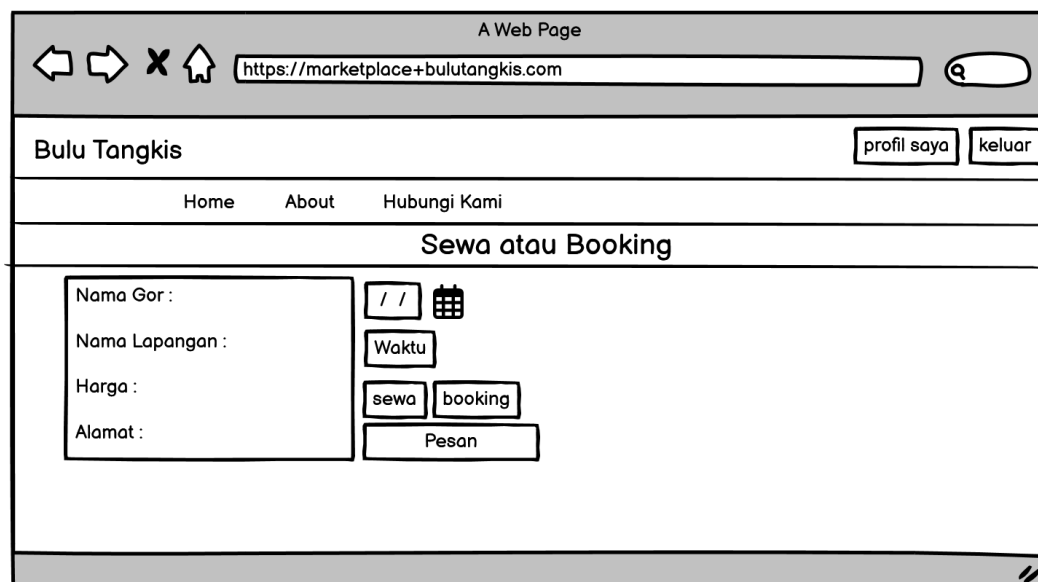 A Web Page
https://marketplace+bulutangkis.com
Bulu Tangkis
profil saya
keluar
Home About Hubungi Kami
Sewa atau Booking
Nama Gor :
/ /
Nama Lapangan :
Waktu
Harga :
sewa
booking
Alamat :
Pesan